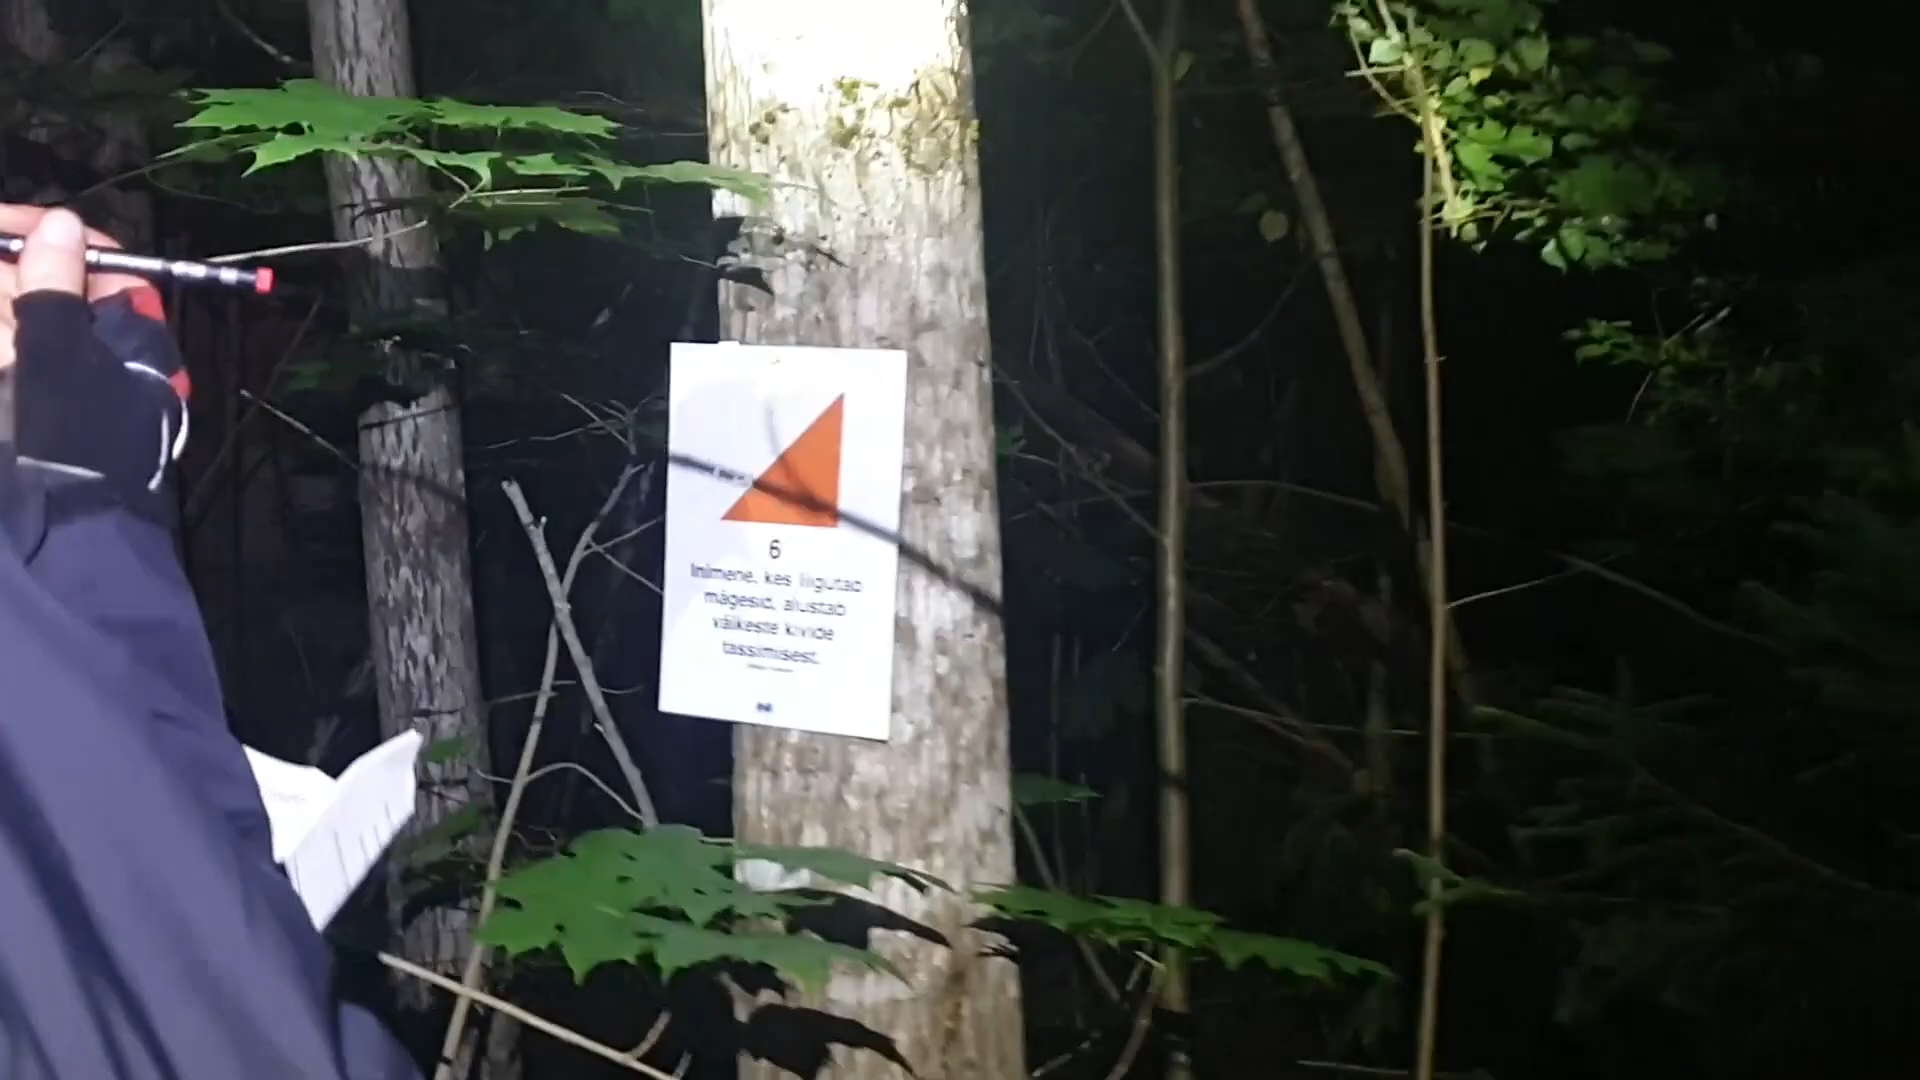 6
Inimene, kes liigutab
mägesid, alustab
väikeste kivide
tassimisest.